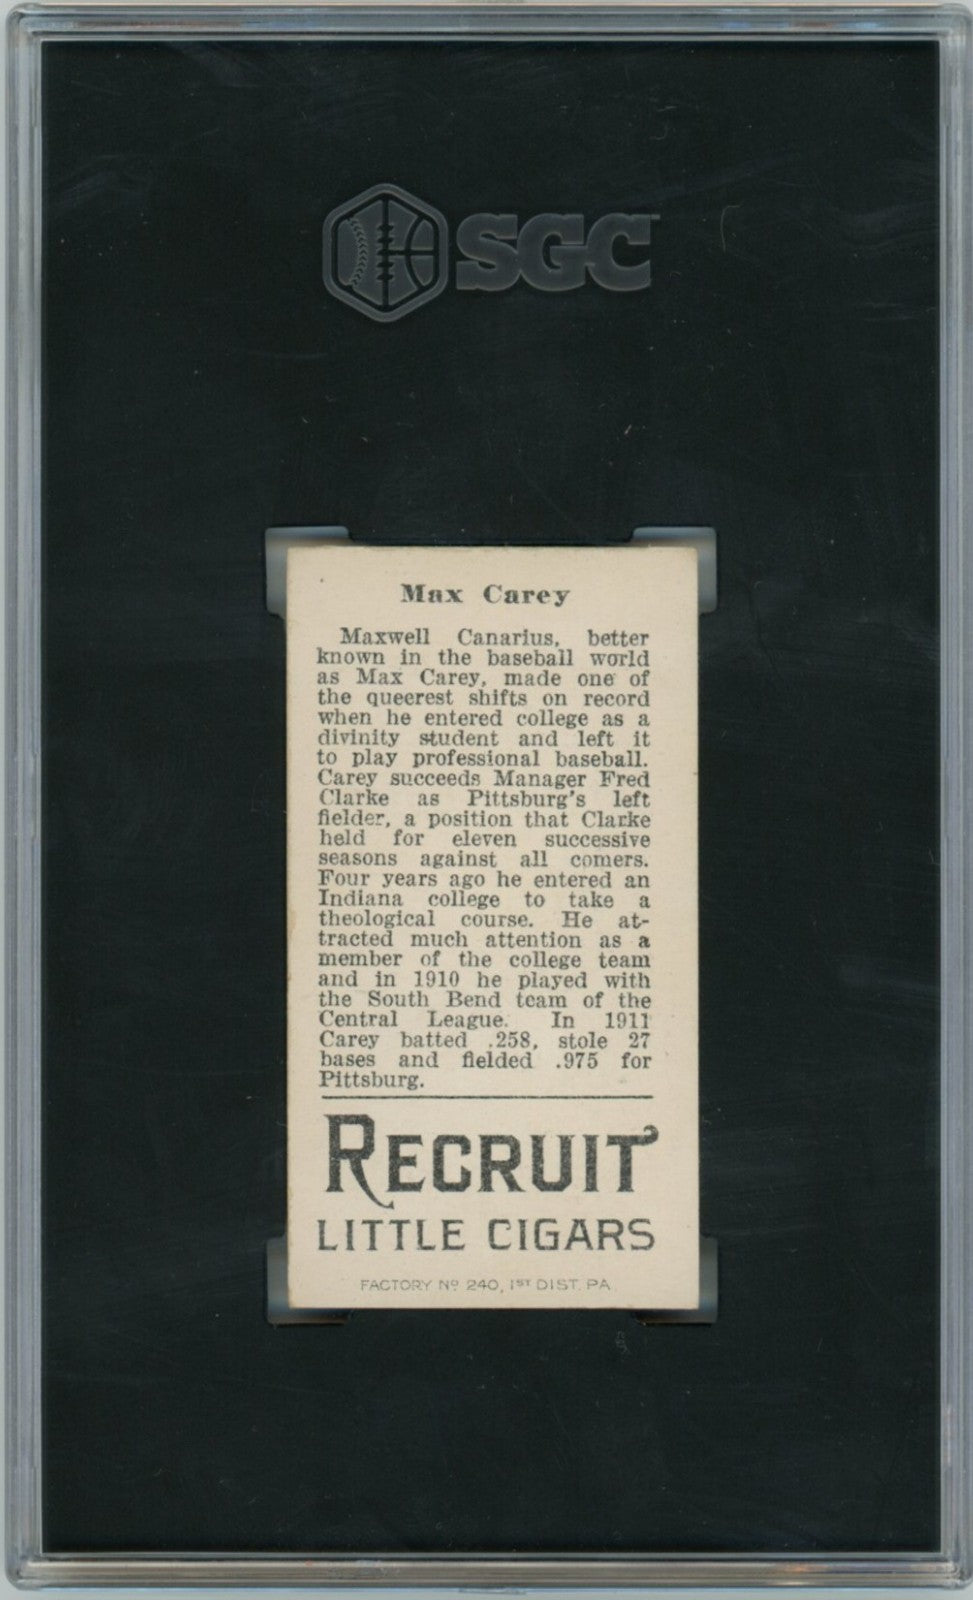 SGC
Max Carey
Maxwell Canarius, better
known in the baseball world
as Max Carey, made one of
the queerest shifts on record
when he entered college as a
divinity student and left it
to play professional baseball.
Carey succeeds Manager Fred
Clarke as Pittsburg's left
fielder, a position that Clarke
held for eleven successive
seasons against all comers.
Four years ago he entered an
Indiana college to take a
theological course. He at-
tracted much attention as a
member of the college team
and in 1910 he played with
the South Bend team of the
Central League. In 1911
Carey batted .258, stole 27
bases and fielded .975 for
Pittsburg.
RECRUIT
LITTLE CIGARS
FACTORY Nº 240, 1ST DIST. PA.